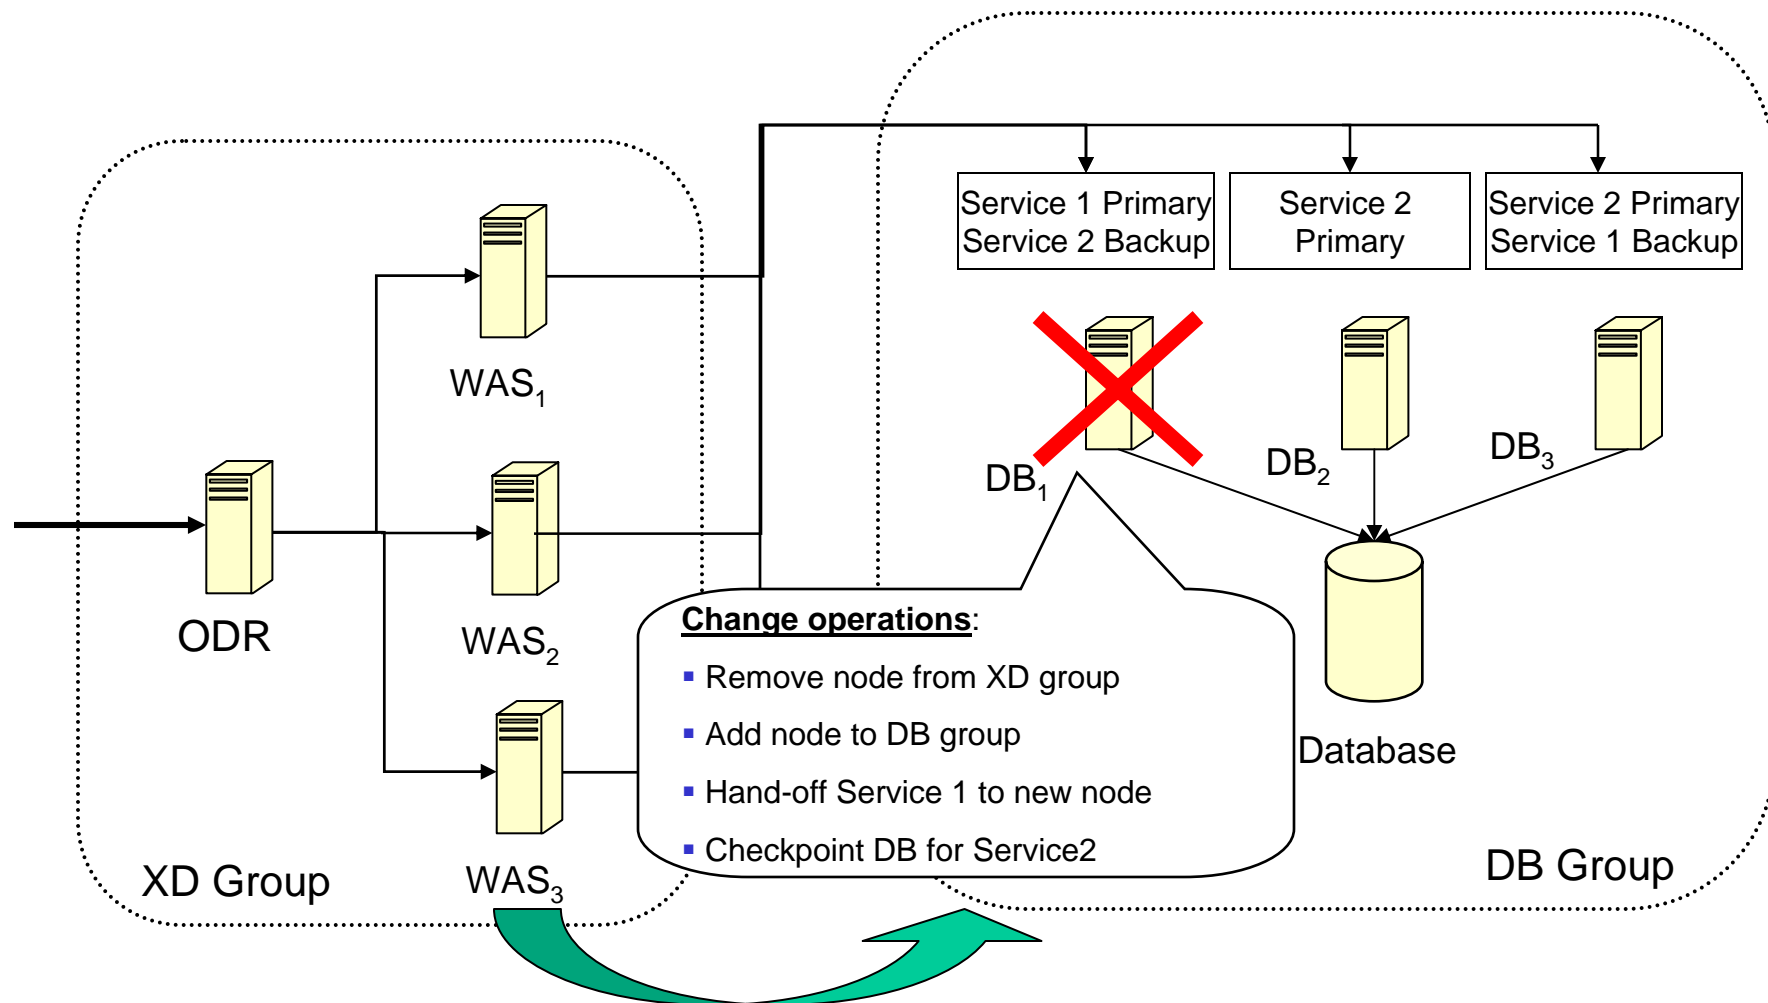 Service 1 Primary
Service 2 Backup
Service 2
Primary
Service 2 Primary
Service 1 Backup
WAS1
DB1
DB2
DB3
ODR
WAS2
Change operations:
▪ Remove node from XD group
▪ Add node to DB group
▪ Hand-off Service 1 to new node
▪ Checkpoint DB for Service2
Database
XD Group
WAS3
DB Group